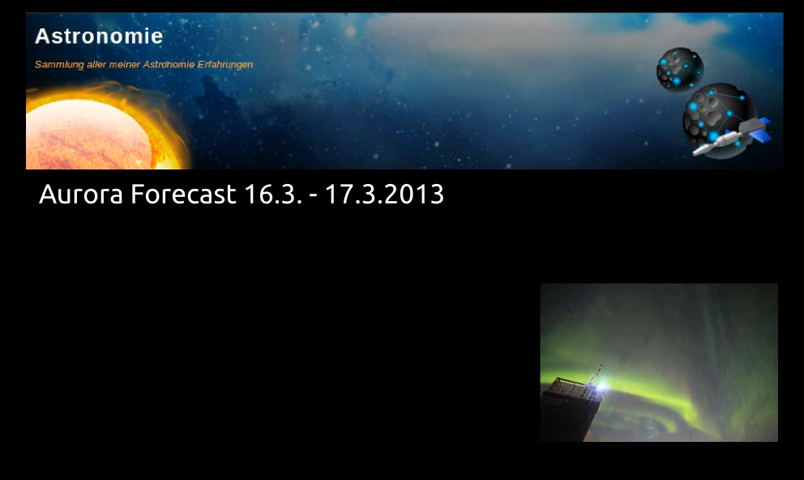 Astronomie
Sammlung aller meiner Astronomie Erfahrungen
Aurora Forecast 16.3. - 17.3.2013